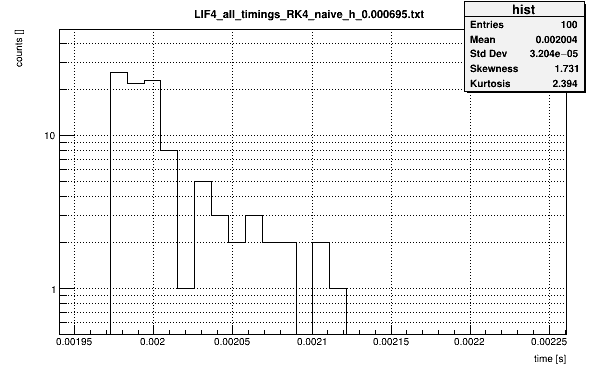 LIF4_all_timings_RK4_naive_h_0.000695.txt
hist
Entries 100
Mean 0.002004
Std Dev 3.204e−05
Skewness 1.731
Kurtosis 2.394
counts []
10
1
0.00195 0.002 0.00205 0.0021 0.00215 0.0022 0.00225
time [s]